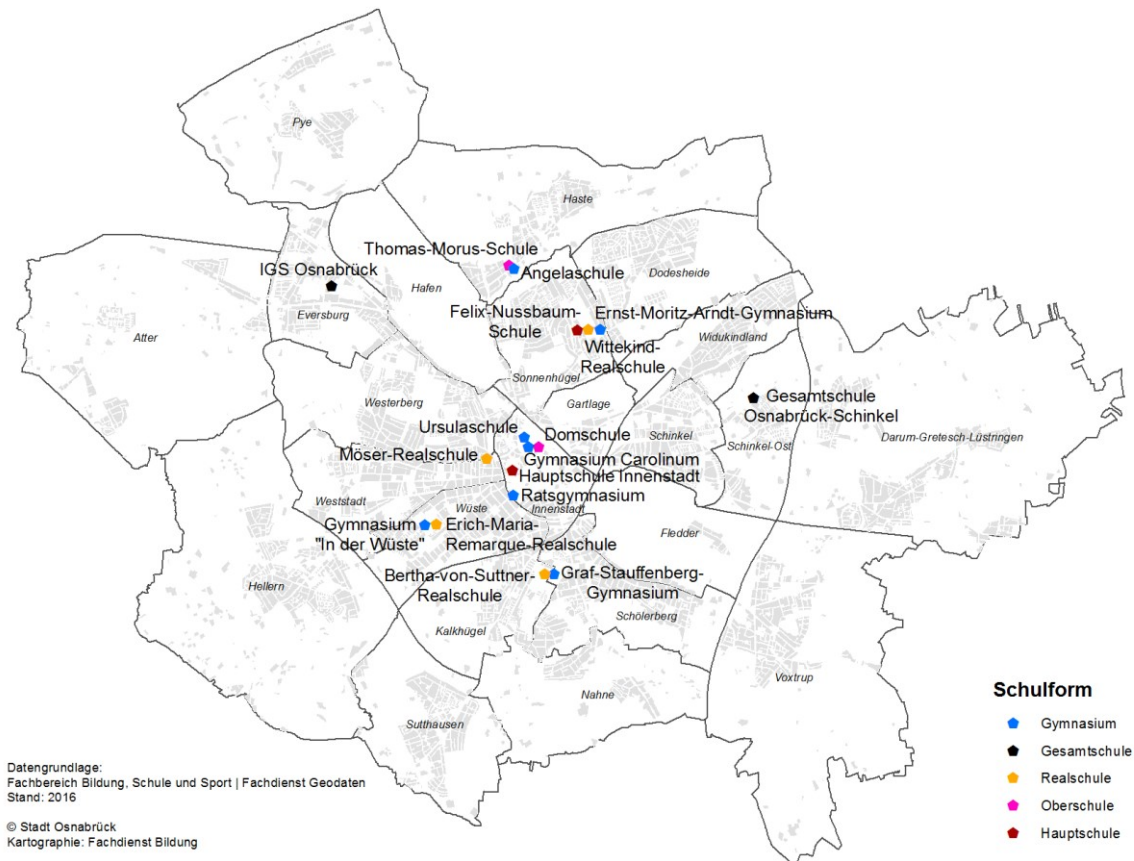 Pye
Haste
Thomas-Morus-Schule
Angelaschule
IGS Osnabrück
Hafen
Dodesheide
Eversburg
Atter
Felix-Nussbaum-
Schule
Ernst-Moritz-Arndt-Gymnasium
Wittekind-
Realschule
Widukindland
Sonnenhügel
Westerberg
Gartlage
Gesamtschule
Osnabrück-Schinkel
Ursulaschule
Domschule
Schinkel
Schinkel-Ost
Darum-Gretesch-Lüstringen
Möser-Realschule
Gymnasium Carolinum
Hauptschule Innenstadt
Weststadt
Ratsgymnasium
Wüste
Innenstadt
Gymnasium
"In der Wüste"
Erich-Maria-
Remarque-Realschule
Fledder
Hellern
Bertha-von-Suttner-
Realschule
Graf-Stauffenberg-
Gymnasium
Schölerberg
Kalkhügel
Voxtrup
Nahne
Sutthausen
Schulform
Gymnasium
Gesamtschule
Realschule
Oberschule
Hauptschule
Datengrundlage:
Fachbereich Bildung, Schule und Sport | Fachdienst Geodaten
Stand: 2016
© Stadt Osnabrück
Kartographie: Fachdienst Bildung